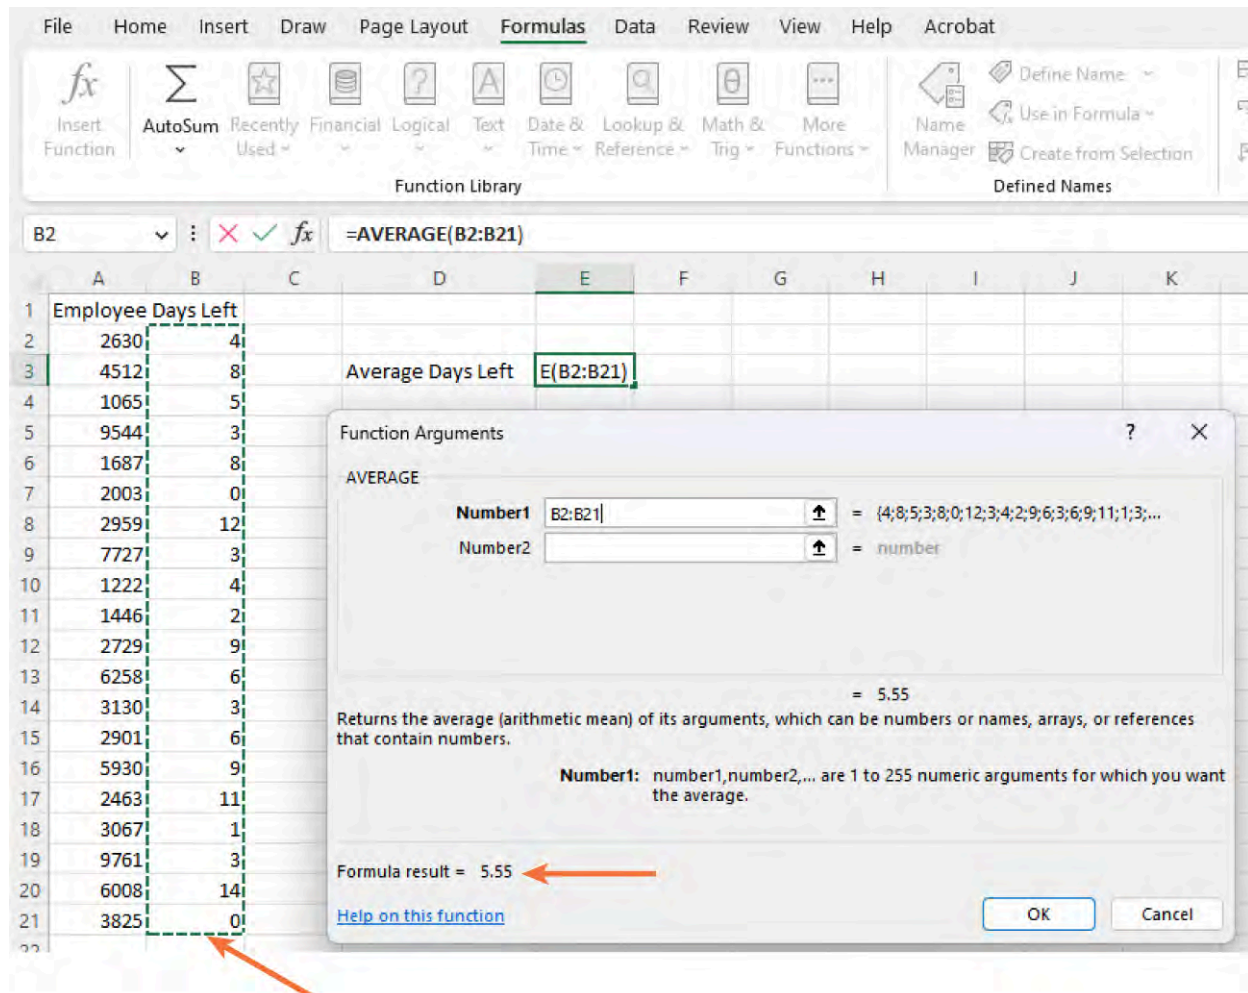 File Home Insert Draw Page Layout Formulas Data Review View Help Acrobat
fx
Insert Function
AutoSum
Recently Used
Financial
Logical
Text
Date & Time
Lookup & Reference
Math & Trig
More Functions
Name Manager
Define Name
Use in Formula
Create from Selection
Function Library
Defined Names
B2 fx =AVERAGE(B2:B21)
A B C D E F G H I J K
1 Employee Days Left
2 2630 4
3 4512 8 Average Days Left E(B2:B21)
4 1065 5
5 9544 3
6 1687 8
7 2003 0
8 2959 12
9 7727 3
10 1222 4
11 1446 2
12 2729 9
13 6258 6
14 3130 3
15 2901 6
16 5930 9
17 2463 11
18 3067 1
19 9761 3
20 6008 14
21 3825 0
22
Function Arguments ? X
AVERAGE
Number1 B2:B21 = {4;8;5;3;8;0;12;3;4;2;9;6;3;6;9;11;1;3;...
Number2 = number
= 5.55
Returns the average (arithmetic mean) of its arguments, which can be numbers or names, arrays, or references
that contain numbers.
Number1: number1,number2,... are 1 to 255 numeric arguments for which you want
the average.
Formula result = 5.55
Help on this function
OK Cancel